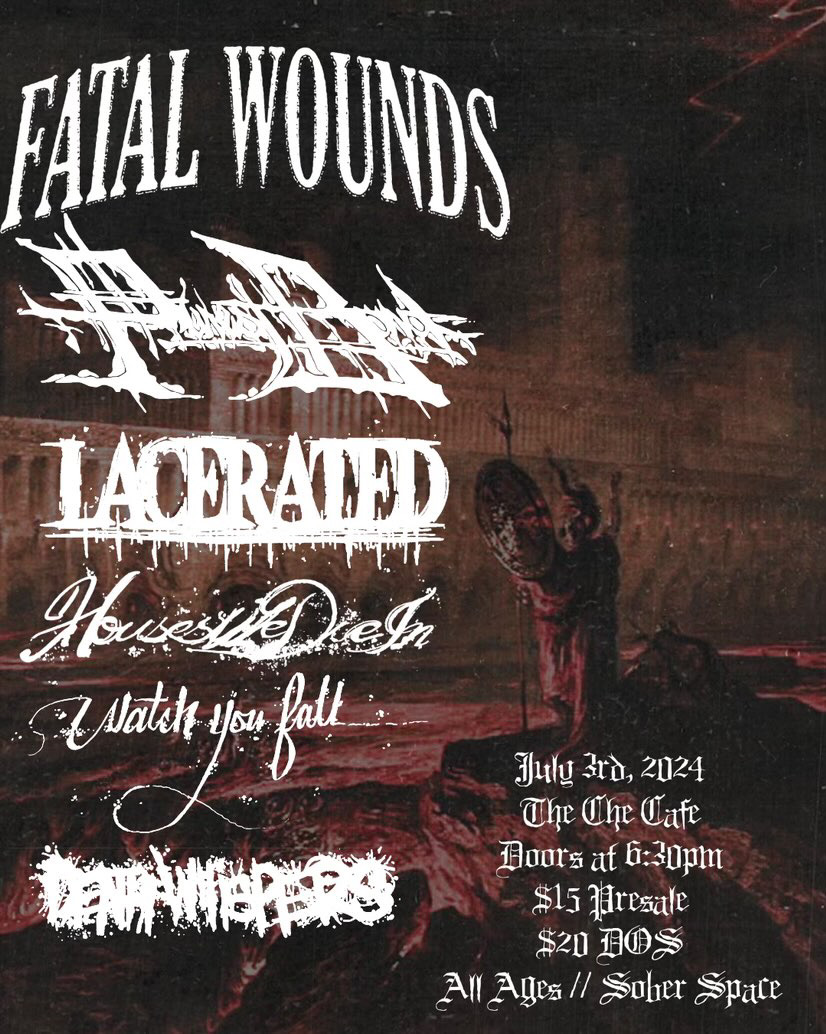 FATAL WOUNDS
LACERATED
Houses We Die In
Watch you fall
DEATHWHISPERS
July 3rd, 2024
The Che Cafe
Doors at 6:30pm
$15 Presale
$20 DOS
All Ages // Sober Space